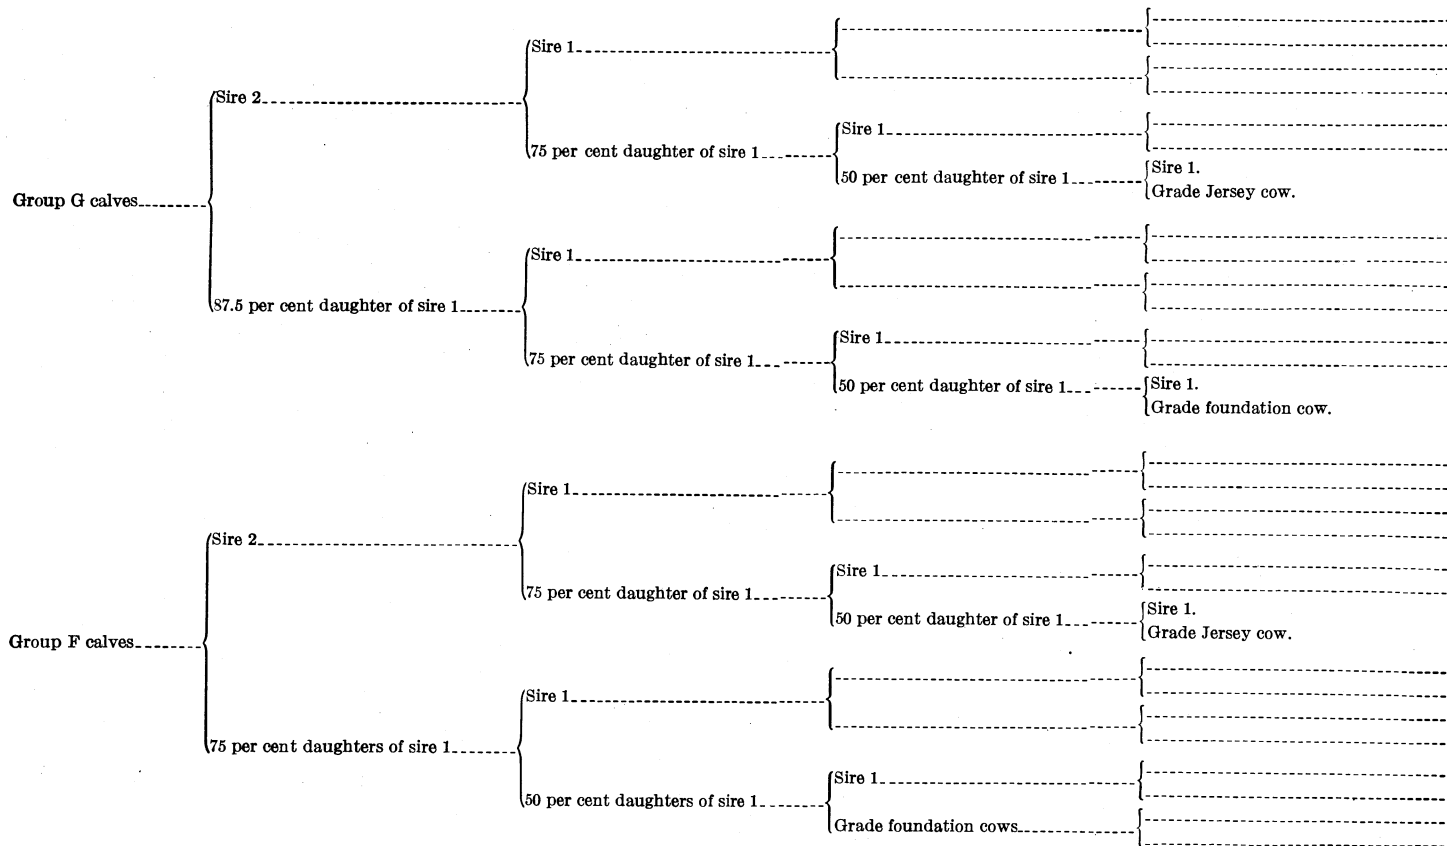 Sire 1
Sire 2
Sire 1
75 per cent daughter of sire 1
50 per cent daughter of sire 1
Sire 1.
Grade Jersey cow.
Group G calves
Sire 1
87.5 per cent daughter of sire 1
Sire 1
75 per cent daughter of sire 1
50 per cent daughter of sire 1
Sire 1.
Grade foundation cow.
Sire 1
Sire 2
Sire 1
75 per cent daughter of sire 1
50 per cent daughter of sire 1
Sire 1.
Grade Jersey cow.
Group F calves
Sire 1
75 per cent daughters of sire 1
Sire 1
50 per cent daughters of sire 1
Grade foundation cows